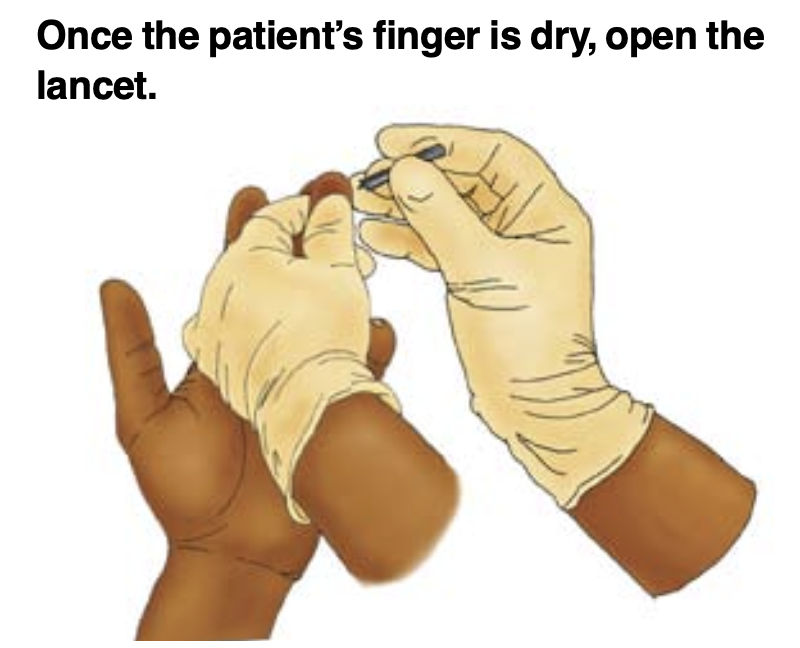 Once the patient’s finger is dry, open the
lancet.